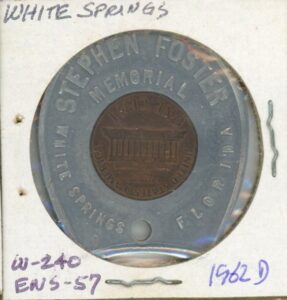 WHITE SPRINGS
STEPHEN FOSTER
MEMORIAL
WHITE SPRINGS FLORIDA
W-240
ENS-57
1962 D